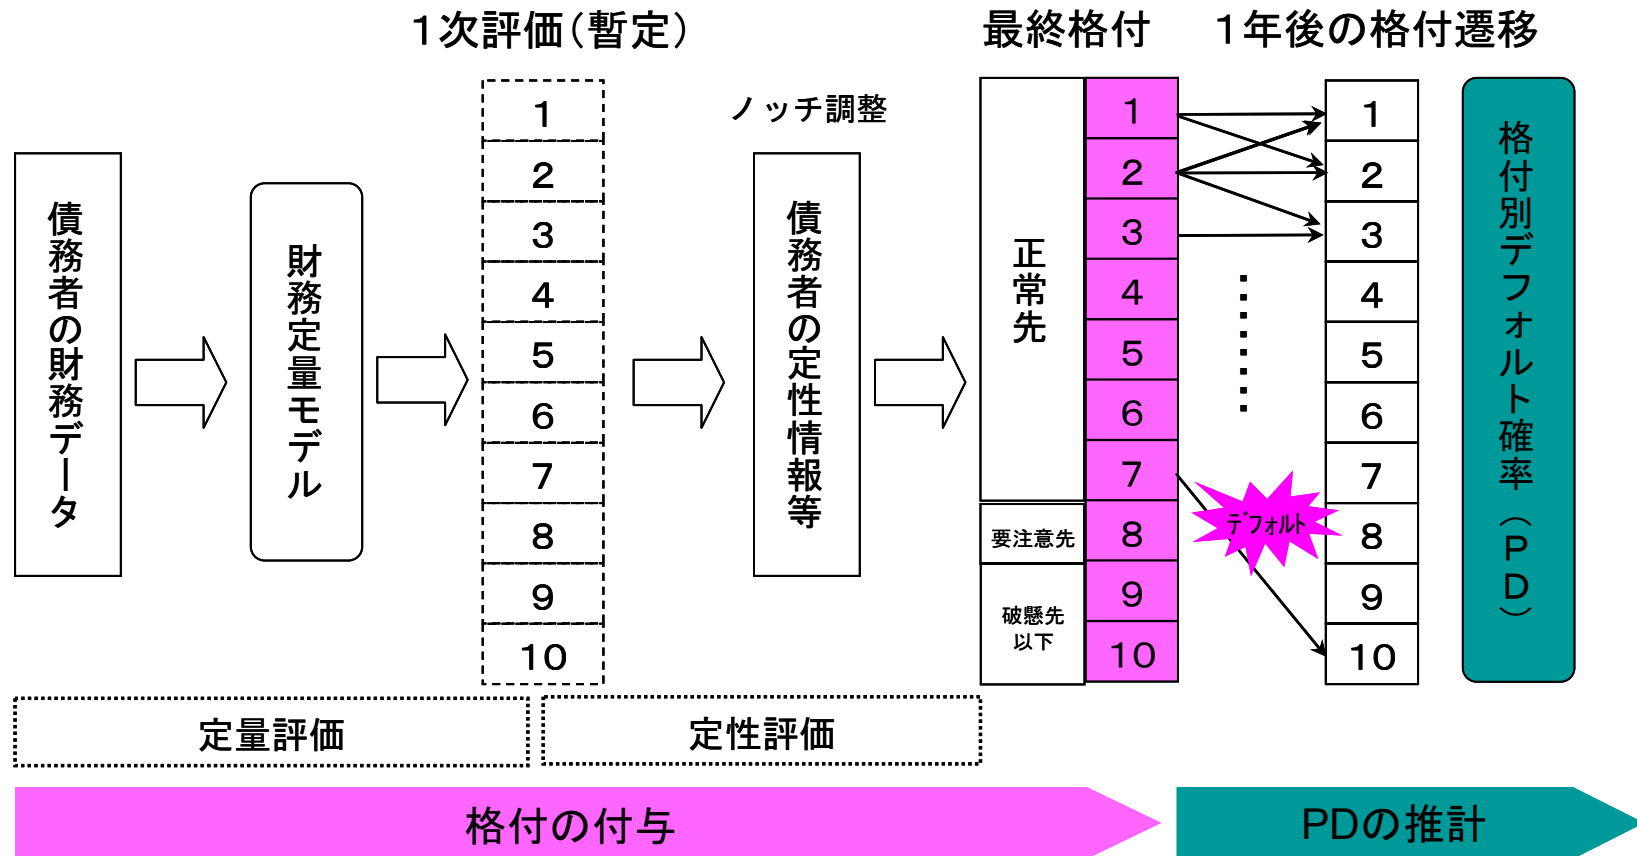 1次評価（暫定）
最終格付
1年後の格付遷移
債務者の財務データ
財務定量モデル
1
2
3
4
5
6
7
8
9
10
ノッチ調整
債務者の定性情報等
正常先
要注意先
破懸先
以下
1
2
3
4
5
6
7
8
9
10
デフォルト
1
2
3
4
5
6
7
8
9
10
格付別デフォルト確率（PD）
定量評価
定性評価
格付の付与
PDの推計